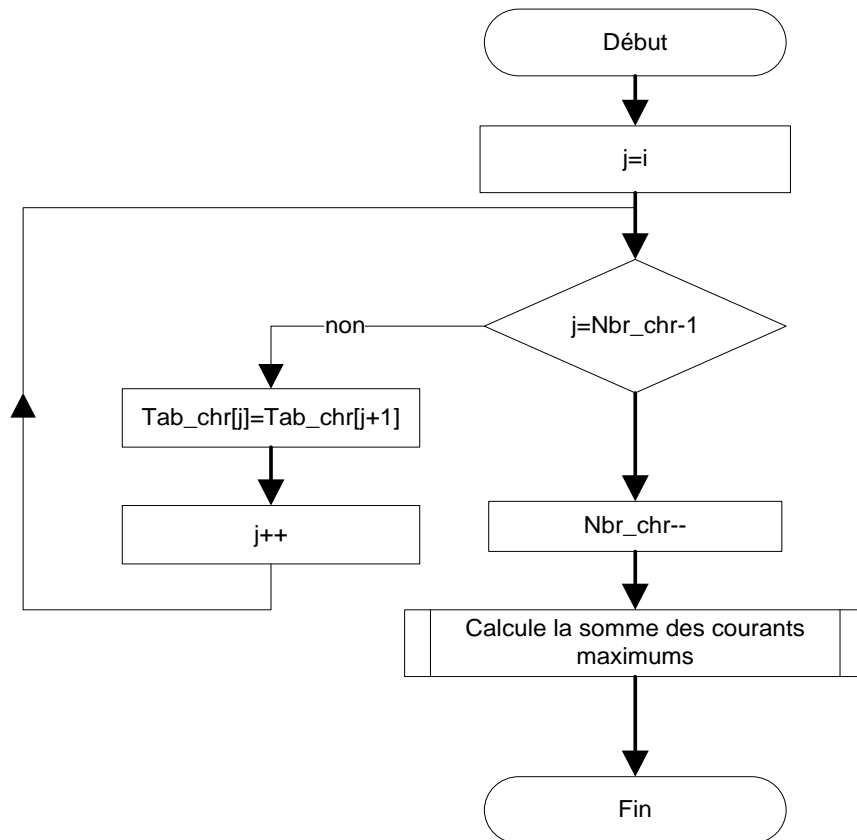 Début
j=i
j=Nbr_chr-1
non
Tab_chr[j]=Tab_chr[j+1]
j++
Nbr_chr--
Calcule la somme des courants
maximums
Fin